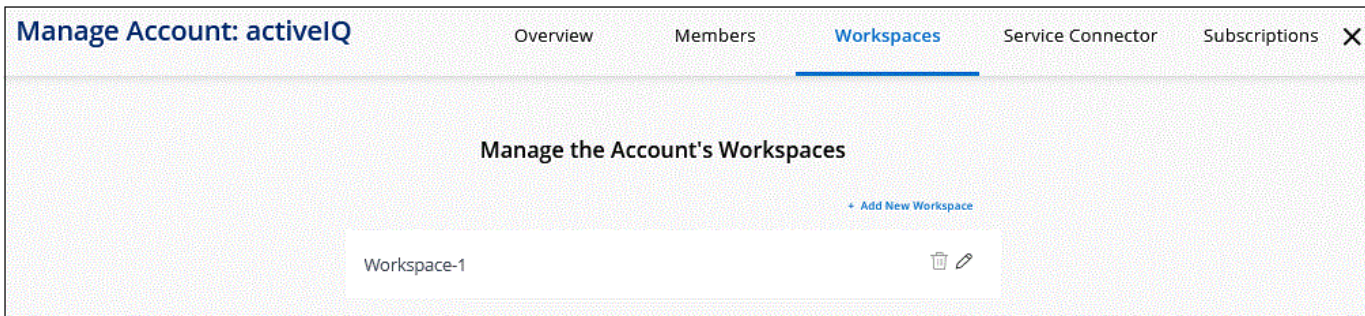 Manage Account: activeIQ
Overview Members Workspaces Service Connector Subscriptions
Manage the Account's Workspaces
+ Add New Workspace
Workspace-1